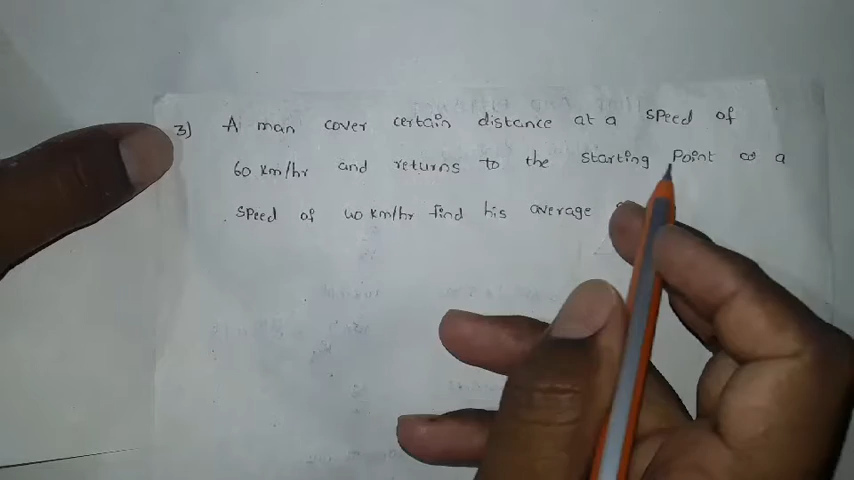 3) A man cover certain distance at a speed of
60 km/hr and returns to the starting point as a
speed of 40 km/hr find his average